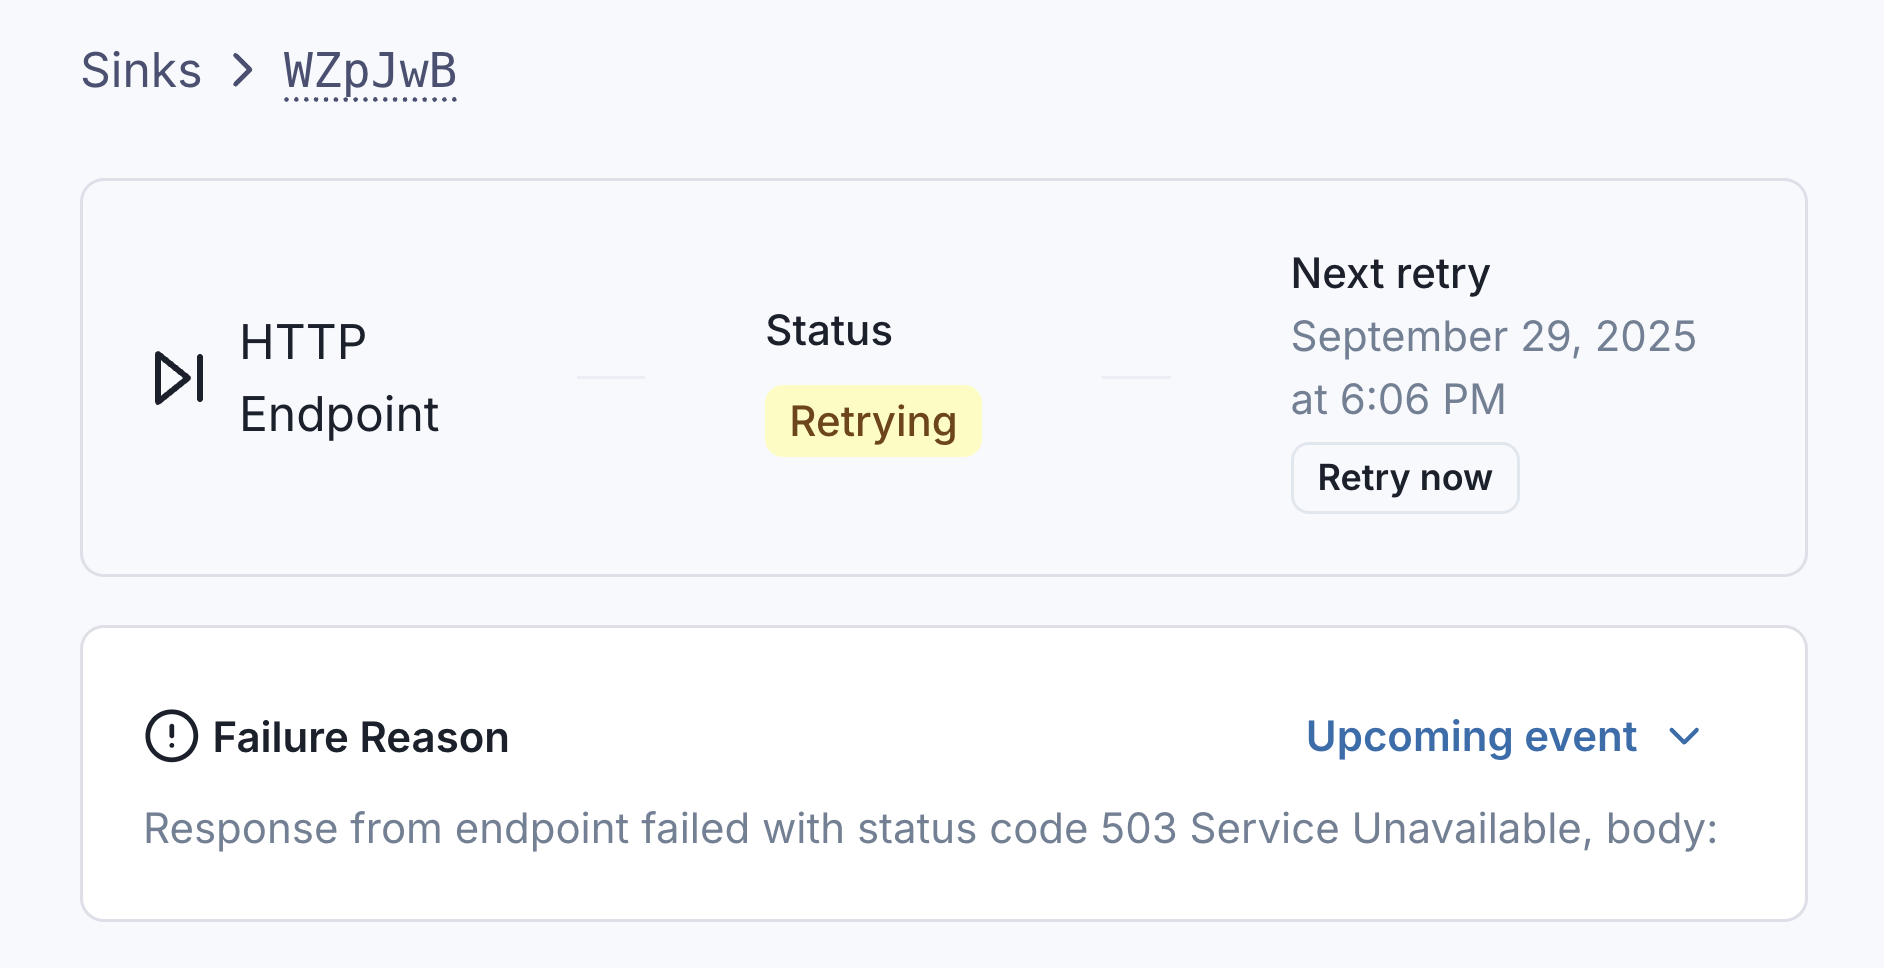 Sinks > WZpJwB
HTTP
Endpoint
Status
Retrying
Next retry
September 29, 2025
at 6:06 PM
Retry now
Failure Reason
Upcoming event
Response from endpoint failed with status code 503 Service Unavailable, body: